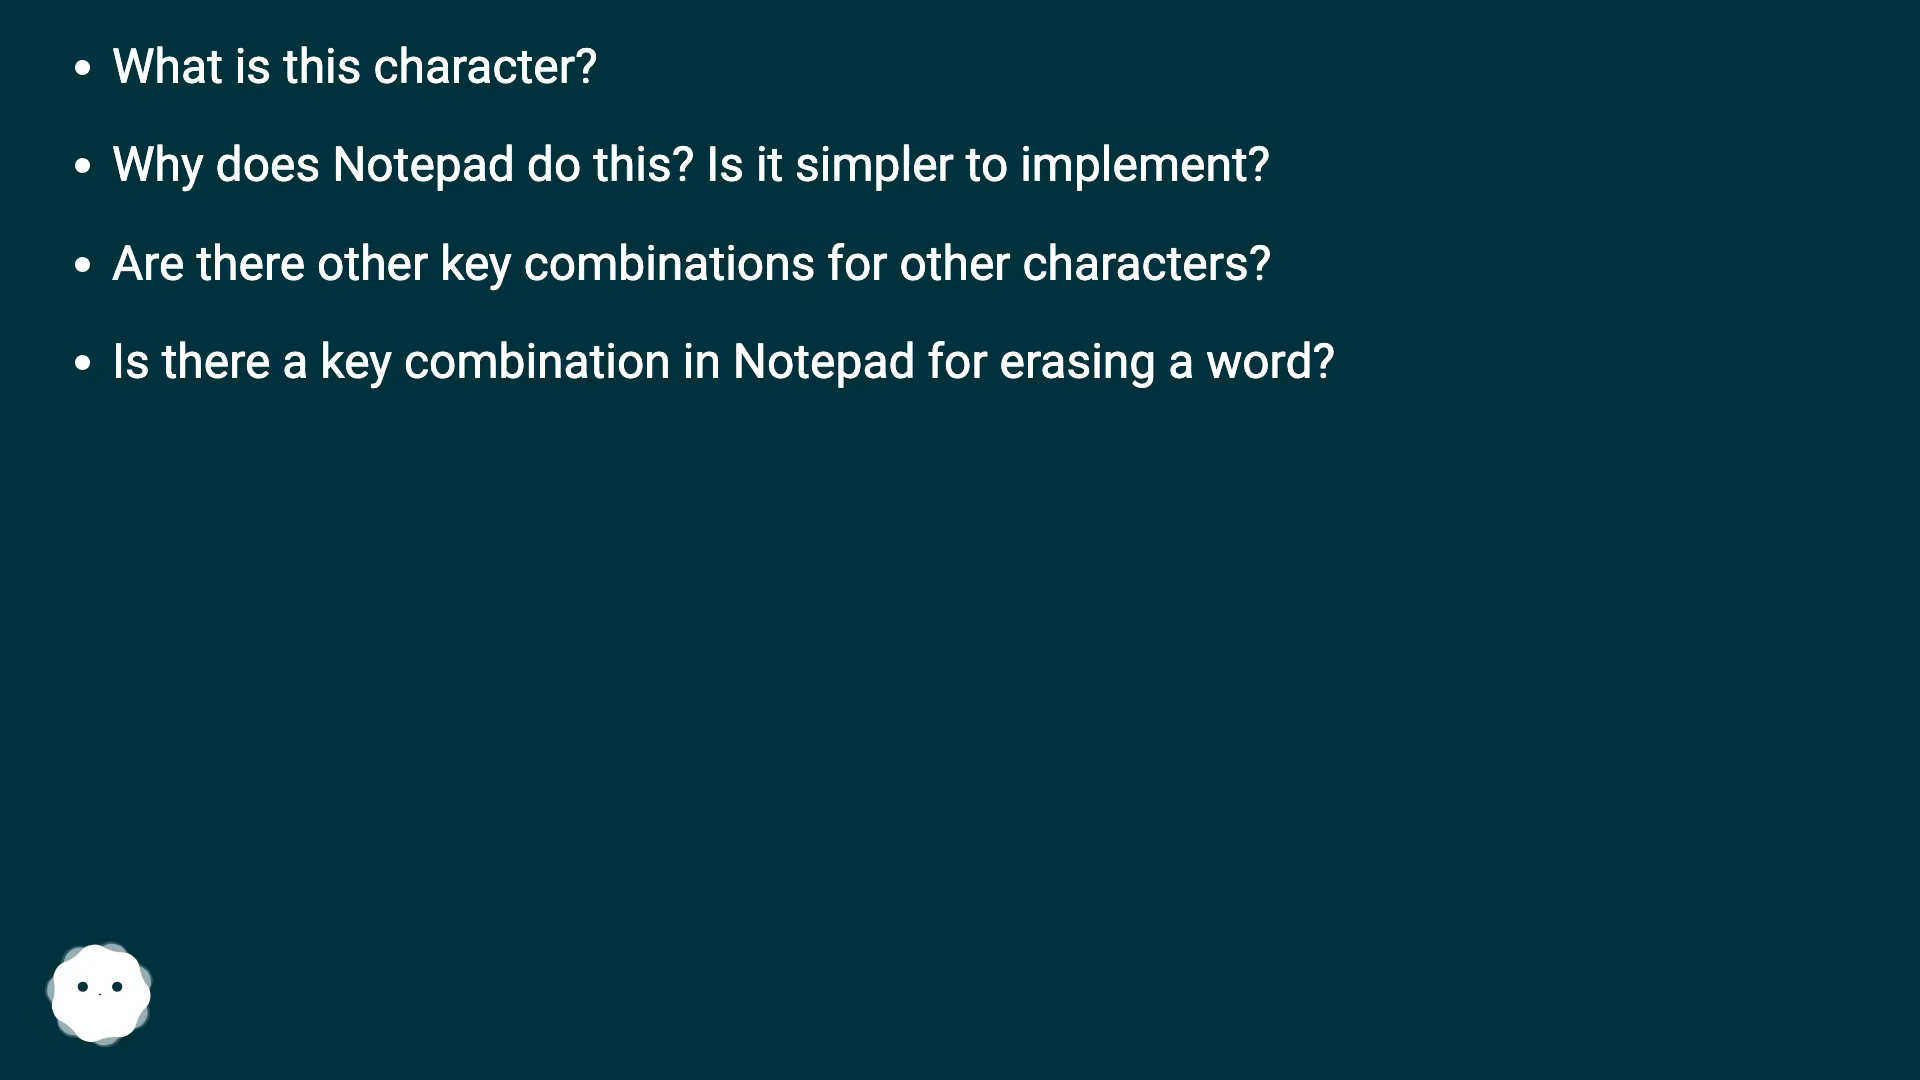 • What is this character?
• Why does Notepad do this? Is it simpler to implement?
• Are there other key combinations for other characters?
• Is there a key combination in Notepad for erasing a word?